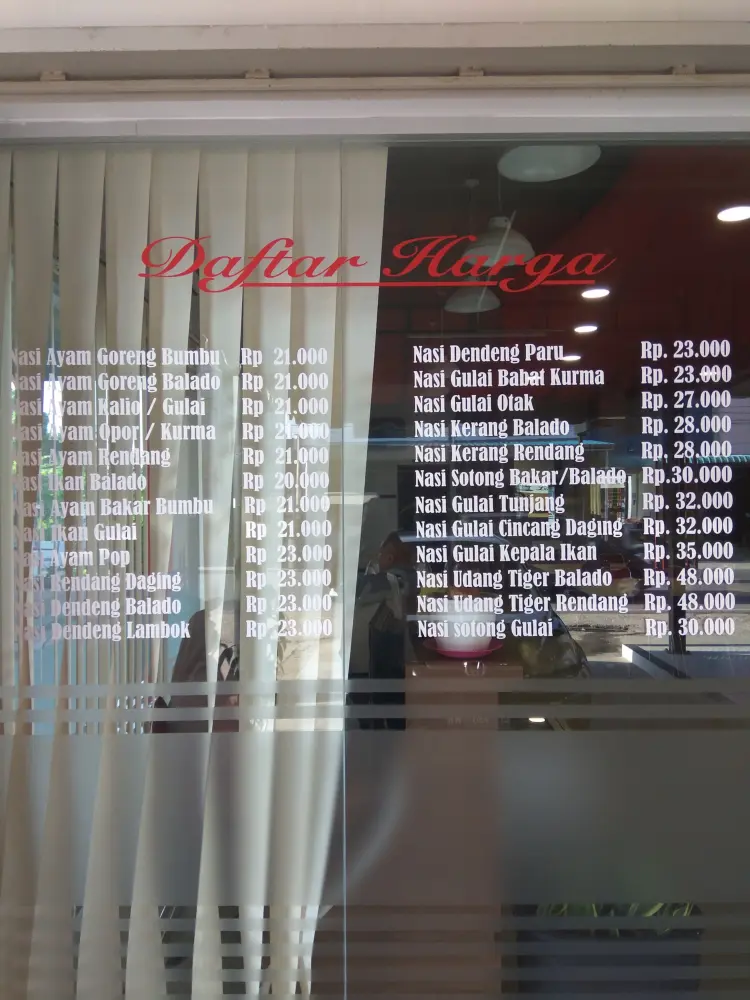 Daftar Harga
Nasi Ayam Goreng Bumbu Rp 21.000
Nasi Ayam Goreng Balado Rp 21.000
Nasi Ayam Kalio / Gulai Rp 21.000
Nasi Ayam Opor / Kurma Rp 21.000
Nasi Ayam Rendang Rp 21.000
Nasi Ikan Balado Rp 20.000
Nasi Ayam Bakar Bumbu Rp 21.000
Nasi Ikan Gulai Rp 21.000
Nasi Ayam Pop Rp 23.000
Nasi Rendang Daging Rp 23.000
Nasi Dendeng Balado Rp 23.000
Nasi Dendeng Lambok Rp 23.000
Nasi Dendeng Paru Rp. 23.000
Nasi Gulai Babat Kurma Rp. 23.000
Nasi Gulai Otak Rp. 27.000
Nasi Kerang Balado Rp. 28.000
Nasi Kerang Rendang Rp. 28.000
Nasi Sotong Bakar/Balado Rp.30.000
Nasi Gulai Tunjang Rp. 32.000
Nasi Gulai Cincang Daging Rp. 32.000
Nasi Gulai Kepala Ikan Rp. 35.000
Nasi Udang Tiger Balado Rp. 48.000
Nasi Udang Tiger Rendang Rp. 48.000
Nasi sotong Gulai Rp. 30.000